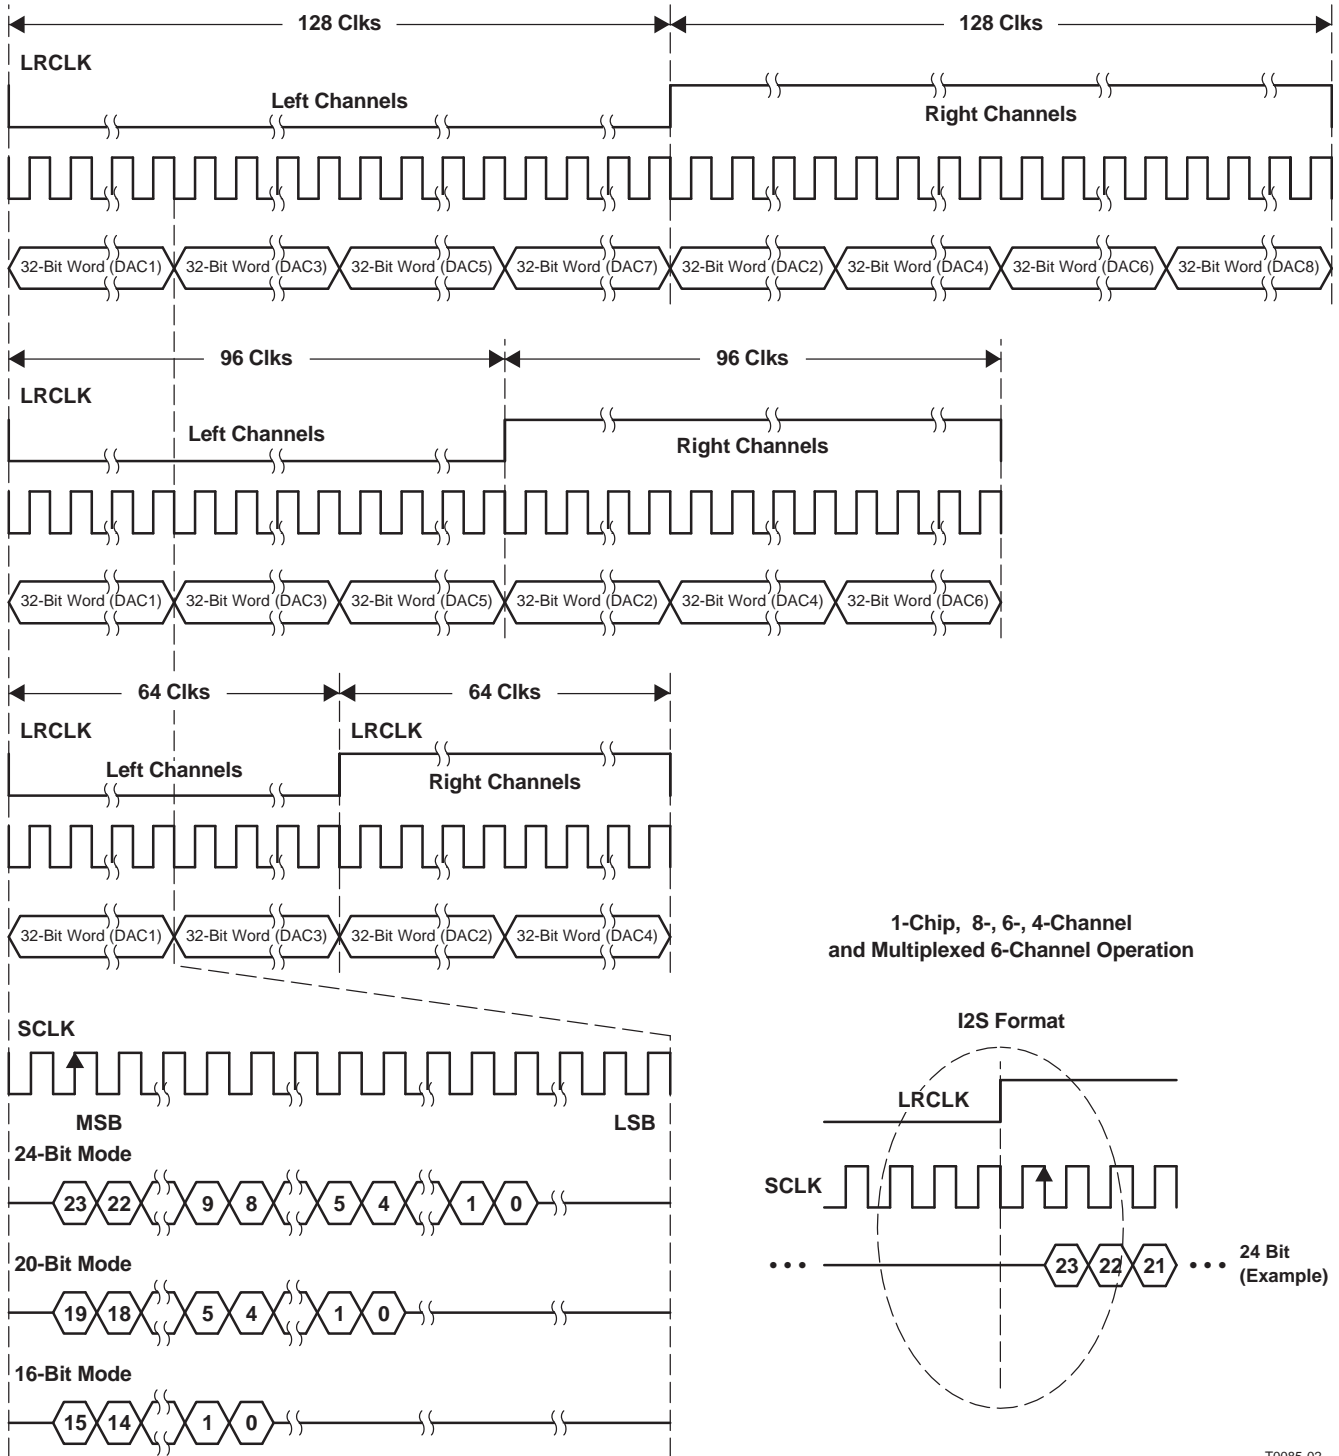 128 Clks 128 Clks
LRCLK
Left Channels
Right Channels
32-Bit Word (DAC1) 32-Bit Word (DAC3) 32-Bit Word (DAC5) 32-Bit Word (DAC7) 32-Bit Word (DAC2) 32-Bit Word (DAC4) 32-Bit Word (DAC6) 32-Bit Word (DAC8)
96 Clks 96 Clks
LRCLK
Left Channels
Right Channels
32-Bit Word (DAC1) 32-Bit Word (DAC3) 32-Bit Word (DAC5) 32-Bit Word (DAC2) 32-Bit Word (DAC4) 32-Bit Word (DAC6)
64 Clks 64 Clks
LRCLK LRCLK
Left Channels
Right Channels
32-Bit Word (DAC1) 32-Bit Word (DAC3) 32-Bit Word (DAC2) 32-Bit Word (DAC4)
SCLK
MSB LSB
24-Bit Mode
23 22 9 8 5 4 1 0
20-Bit Mode
19 18 5 4 1 0
16-Bit Mode
15 14 1 0
1-Chip, 8-, 6-, 4-Channel
and Multiplexed 6-Channel Operation
I2S Format
LRCLK
SCLK
• • • 23 22 21 • • • 24 Bit
(Example)
T0085-02